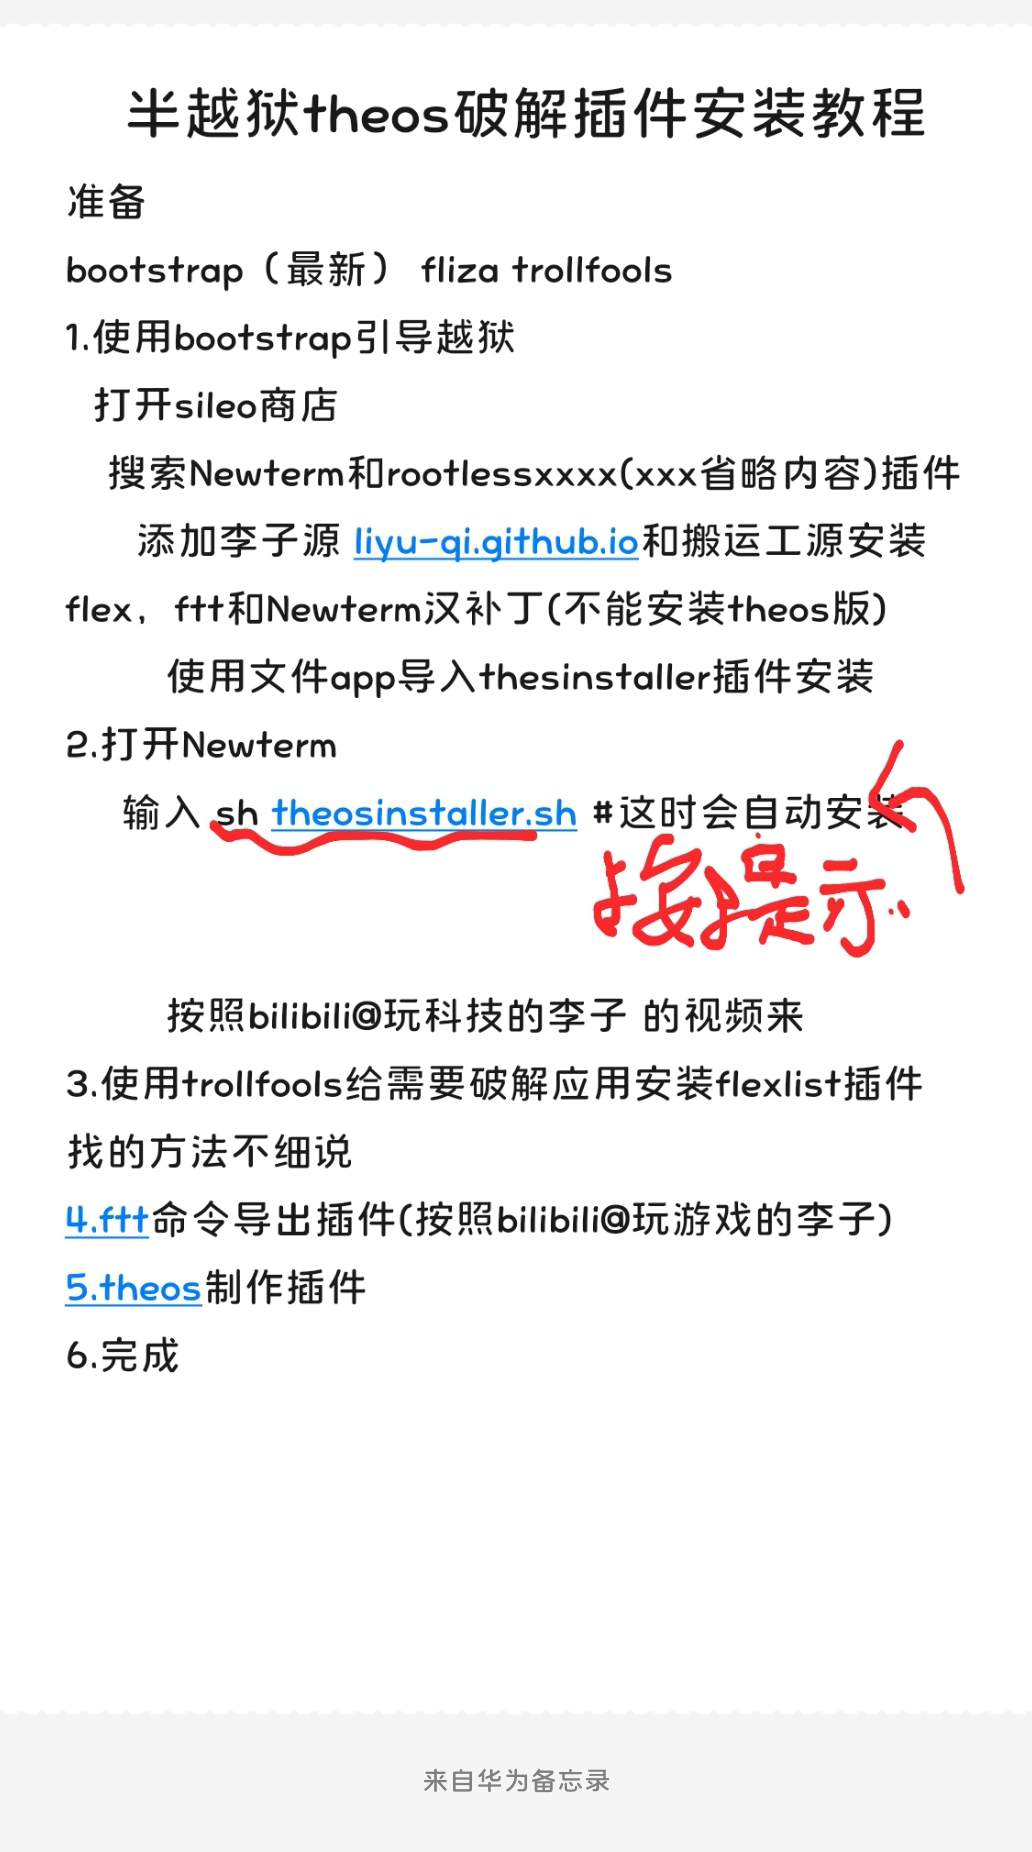 半越狱theos破解插件安装教程
准备
bootstrap（最新） fliza trollfools
1.使用bootstrap引导越狱
打开sileo商店
搜索Newterm和rootlessxxxx(xxx省略内容)插件
添加李子源 liyu-qi.github.io和搬运工源安装
flex，ftt和Newterm汉补丁(不能安装theos版)
使用文件app导入thesinstaller插件安装
2.打开Newterm
输入 sh theosinstaller.sh #这时会自动安装
按提示.
按照bilibili@玩科技的李子 的视频来
3.使用trollfools给需要破解应用安装flexlist插件
找的方法不细说
4.ftt命令导出插件(按照bilibili@玩游戏的李子)
5.theos制作插件
6.完成
来自华为备忘录